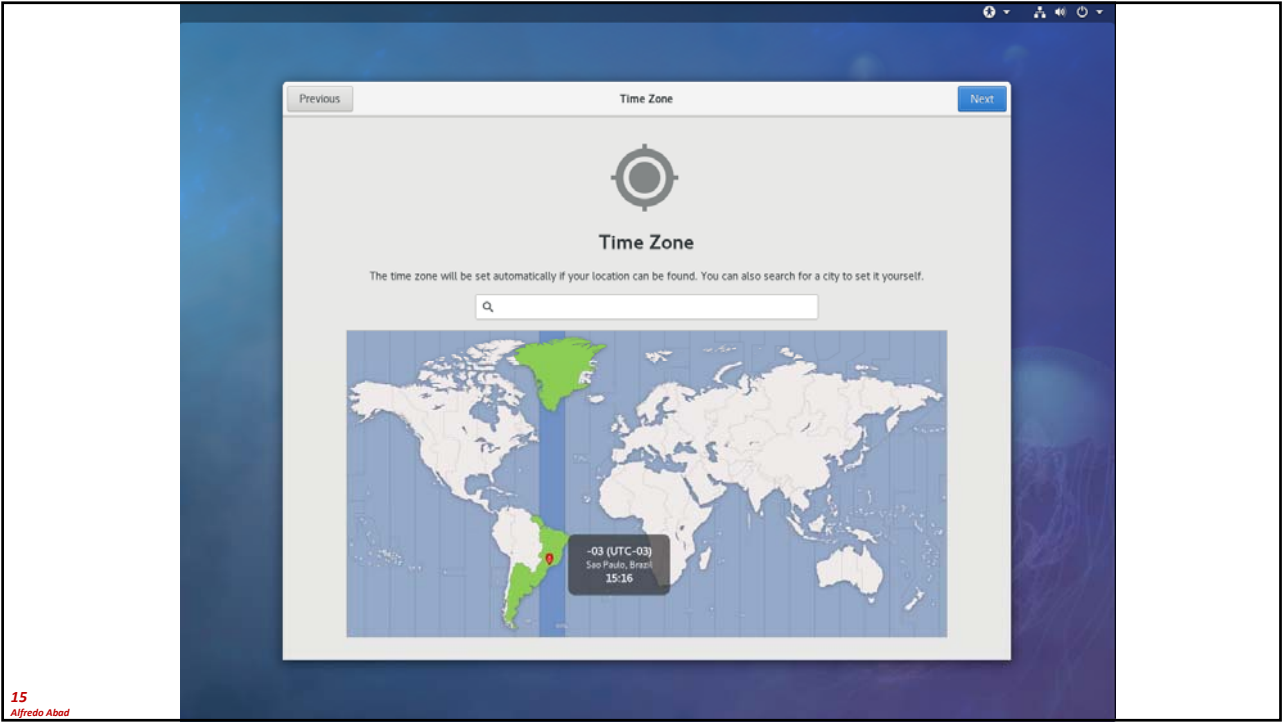 Previous
Time Zone
Next
Time Zone
The time zone will be set automatically if your location can be found. You can also search for a city to set it yourself.
-03 (UTC-03)
Sao Paulo, Brazil
15:16
15
Alfredo Abad